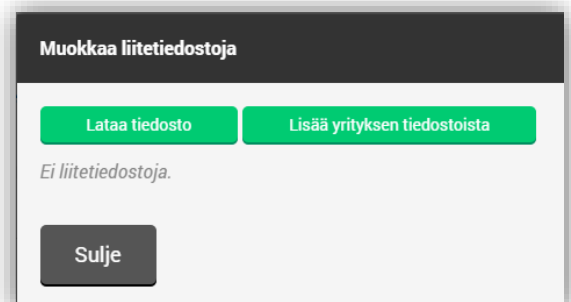 Muokkaa liitetiedostoja
Lataa tiedosto Lisää yrityksen tiedostoista
Ei liitetiedostoja.
Sulje